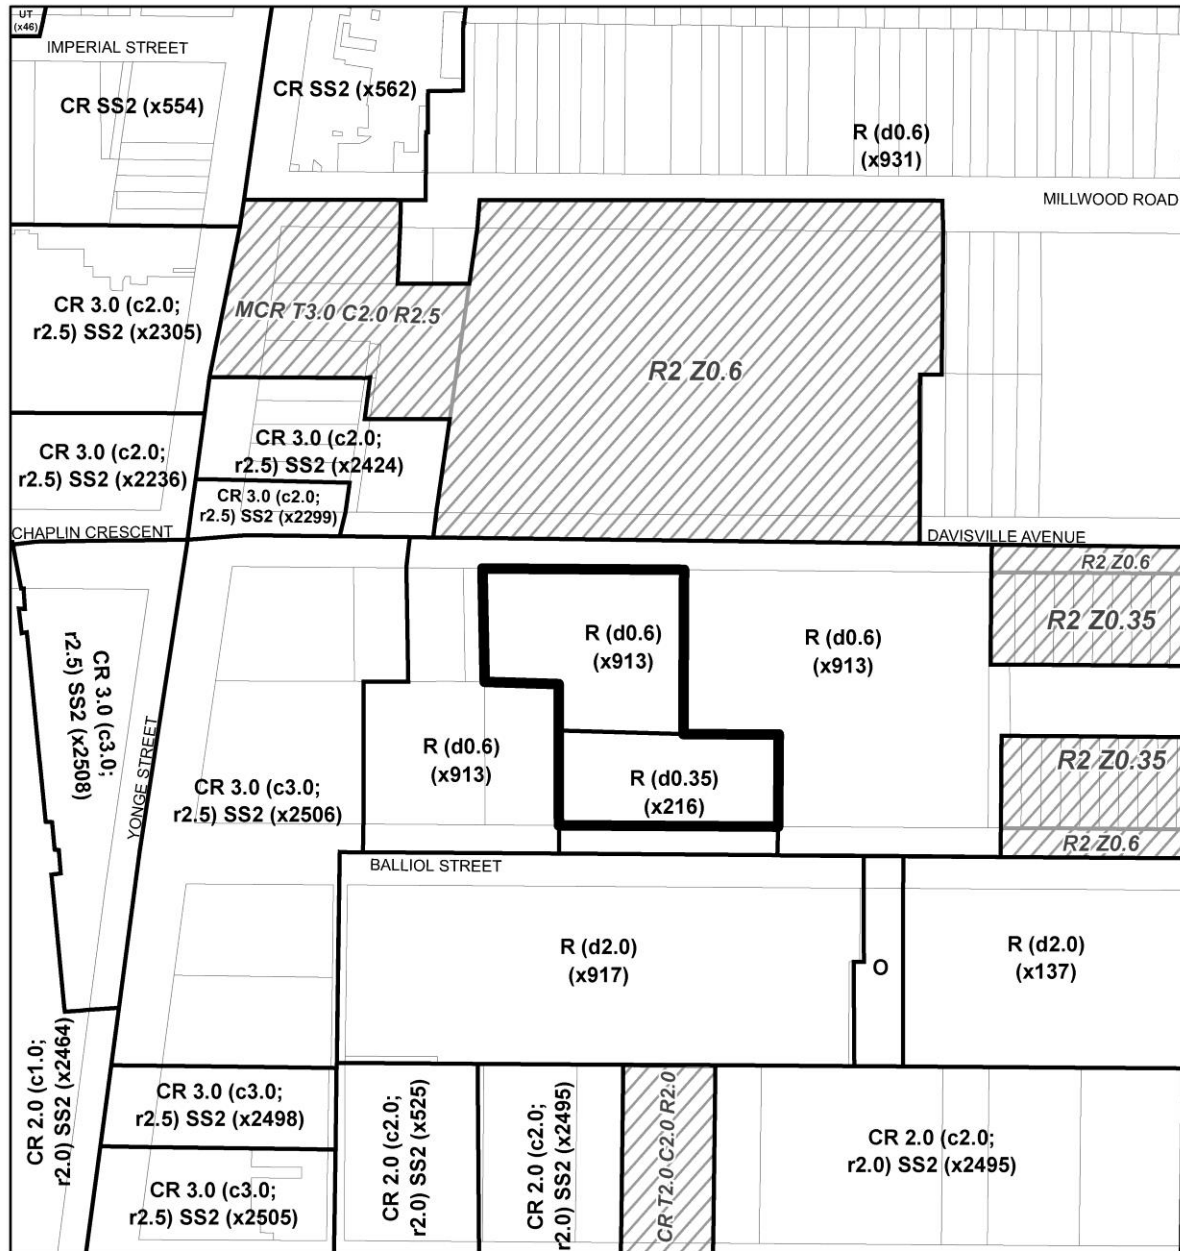 UT
(x46)
IMPERIAL STREET
CR SS2 (x554)
CR SS2 (x562)
R (d0.6)
(x931)
MILLWOOD ROAD
CR 3.0 (c2.0;
r2.5) SS2 (x2305)
MCR T3.0 C2.0 R2.5
R2 Z0.6
CR 3.0 (c2.0;
r2.5) SS2 (x2236)
CR 3.0 (c2.0;
r2.5) SS2 (x2424)
CR 3.0 (c2.0;
r2.5) SS2 (x2299)
CHAPLIN CRESCENT
DAVISVILLE AVENUE
R2 Z0.6
R2 Z0.35
CR 3.0 (c3.0;
r2.5) SS2 (x2508)
YONGE STREET
R (d0.6)
(x913)
R (d0.6)
(x913)
R (d0.6)
(x913)
CR 3.0 (c3.0;
r2.5) SS2 (x2506)
R (d0.35)
(x216)
R2 Z0.35
R2 Z0.6
BALLIOL STREET
R (d2.0)
(x917)
O
R (d2.0)
(x137)
CR 2.0 (c1.0;
r2.0) SS2 (x2464)
CR 3.0 (c3.0;
r2.5) SS2 (x2498)
CR 3.0 (c3.0;
r2.5) SS2 (x2505)
CR 2.0 (c2.0;
r2.0) SS2 (x525)
CR 2.0 (c2.0;
r2.0) SS2 (x2495)
CR T2.0 C2.0 R2.0
CR 2.0 (c2.0;
r2.0) SS2 (x2495)